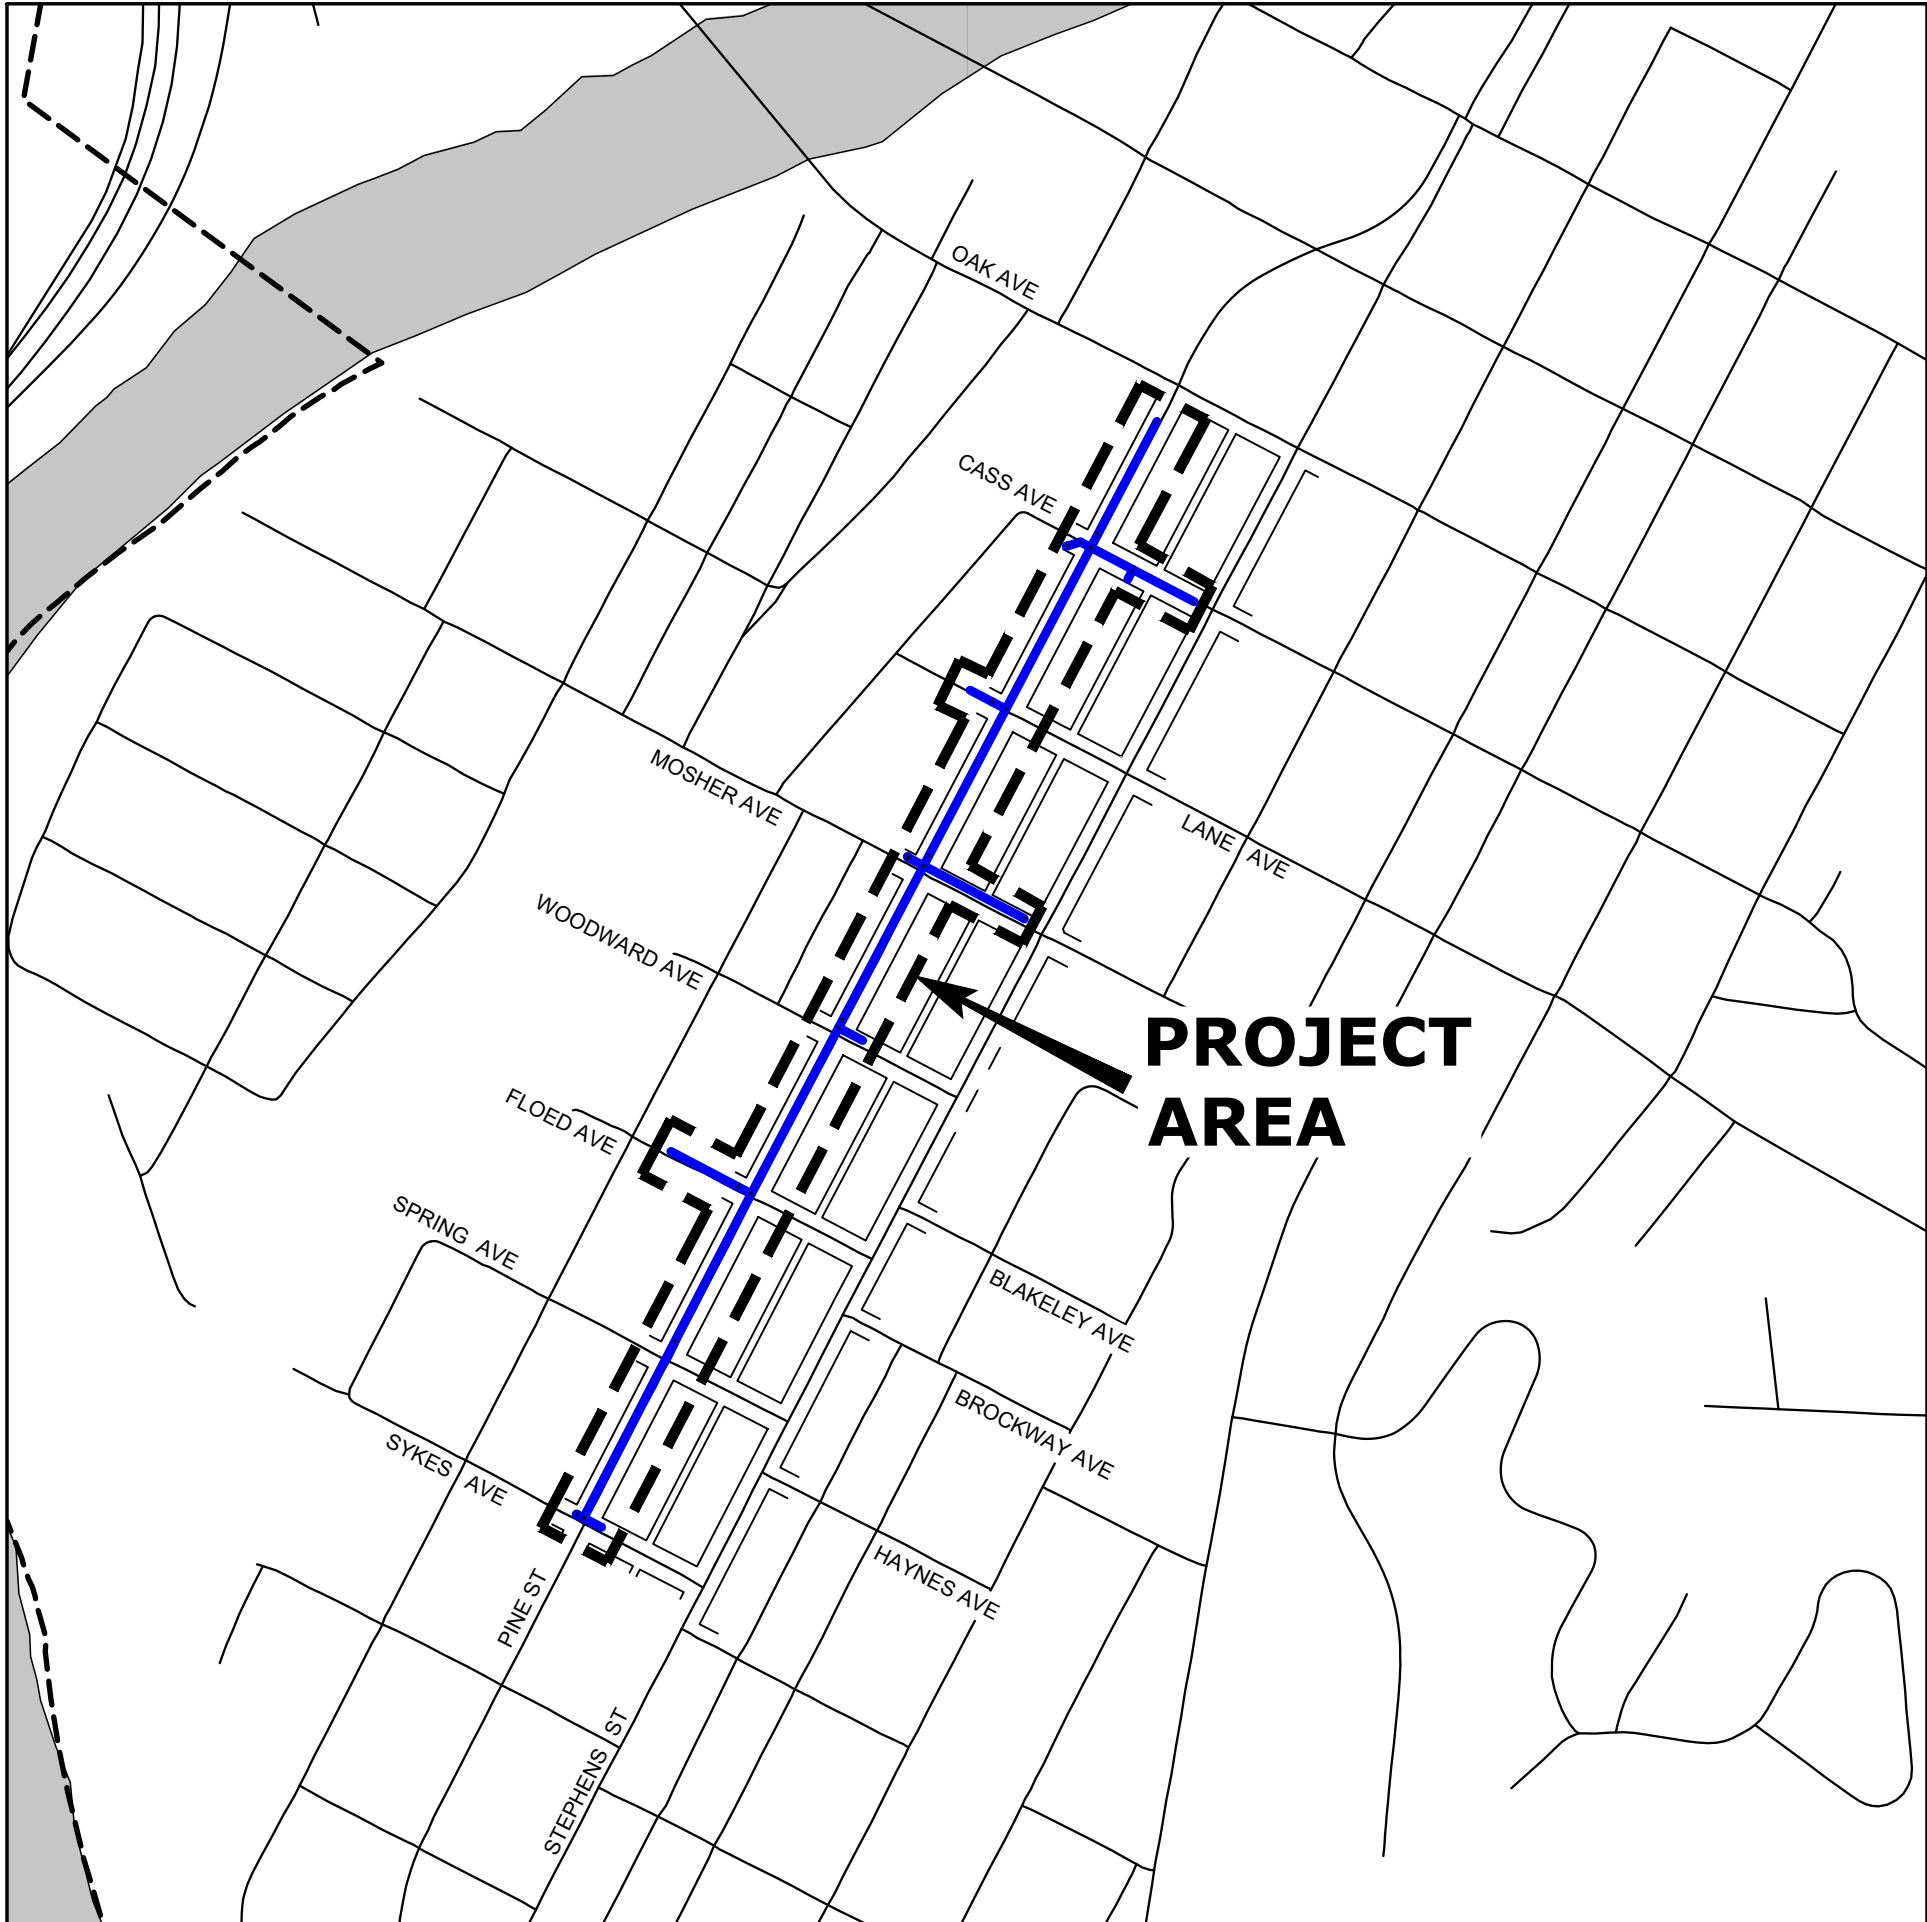 OAK AVE
CASS AVE
MOSHER AVE
LANE AVE
WOODWARD AVE
PROJECT
AREA
FLOED AVE
SPRING AVE
BLAKELEY AVE
BROCKWAY AVE
SYKES AVE
HAYNES AVE
PINE ST
STEPHENS ST